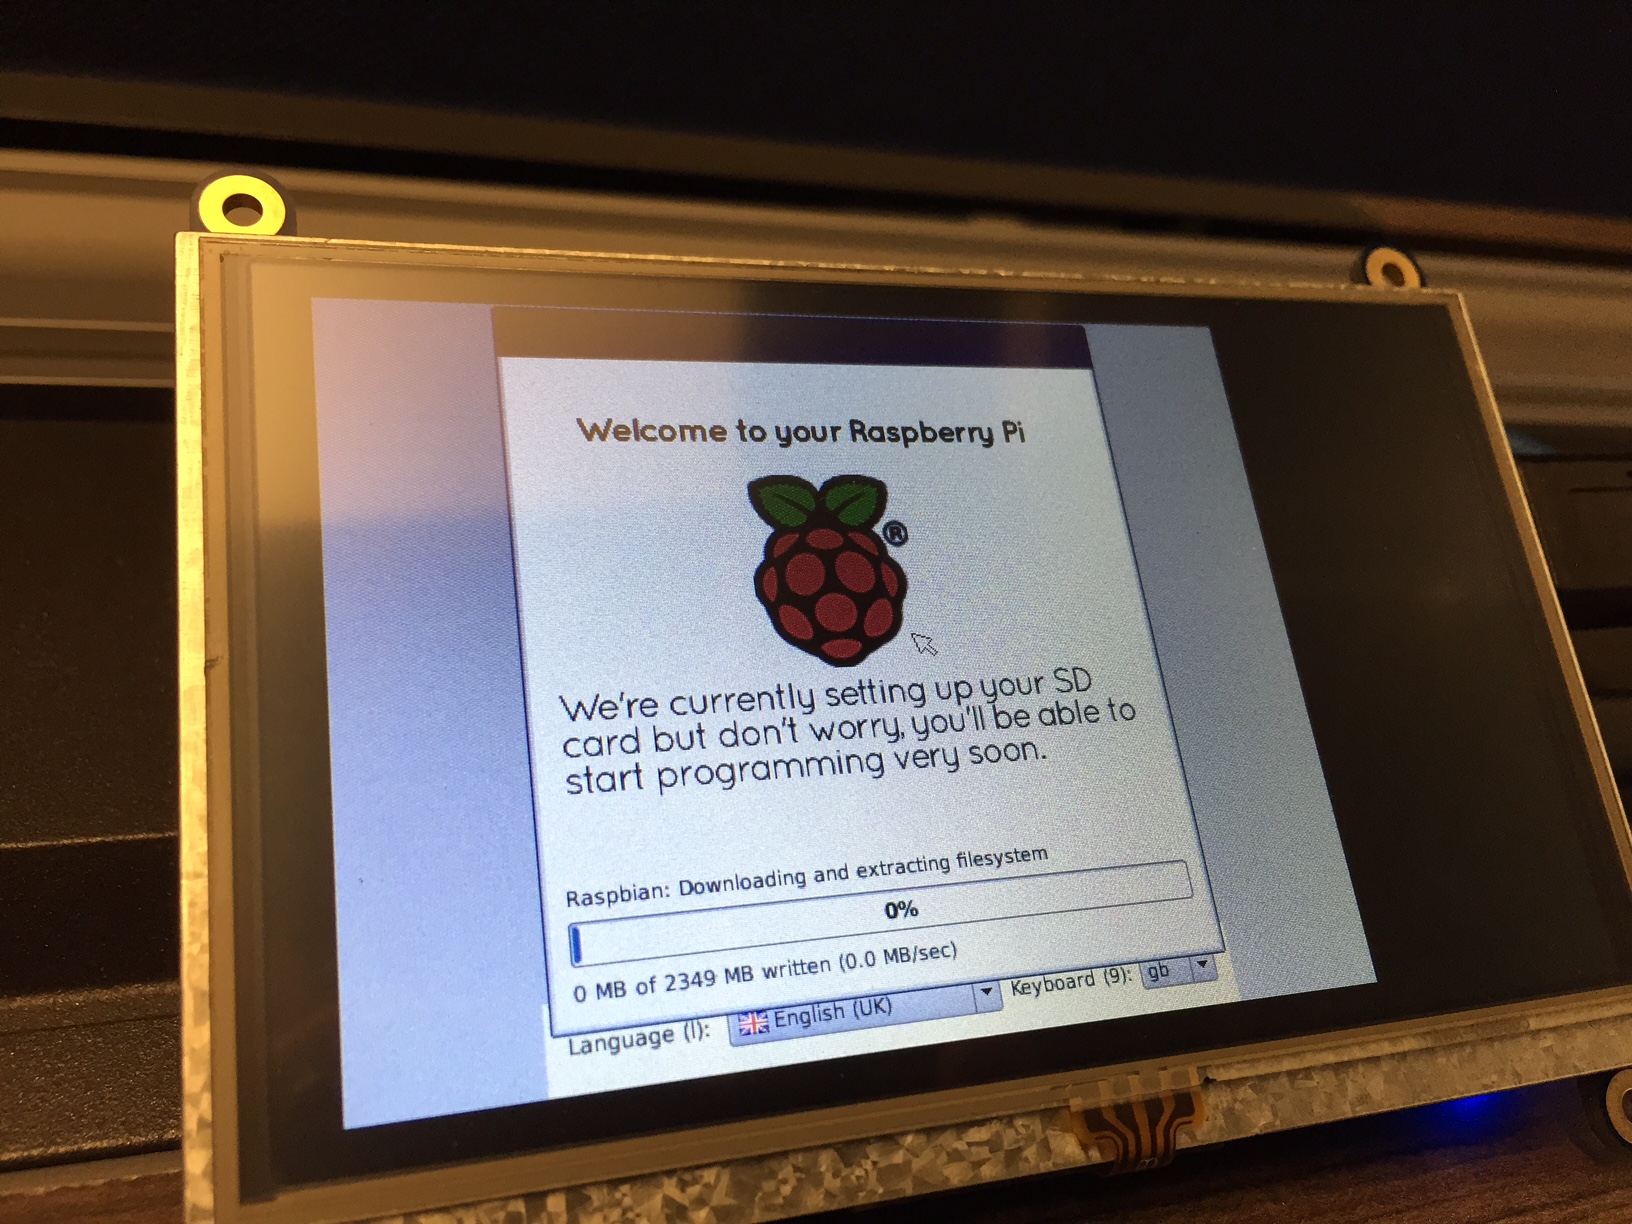 Welcome to your Raspberry Pi
®
We're currently setting up your SD
card but don't worry, you'll be able to
start programming very soon.
Raspbian: Downloading and extracting filesystem
0%
0 MB of 2349 MB written (0.0 MB/sec)
Language (l): English (UK) Keyboard (9): gb